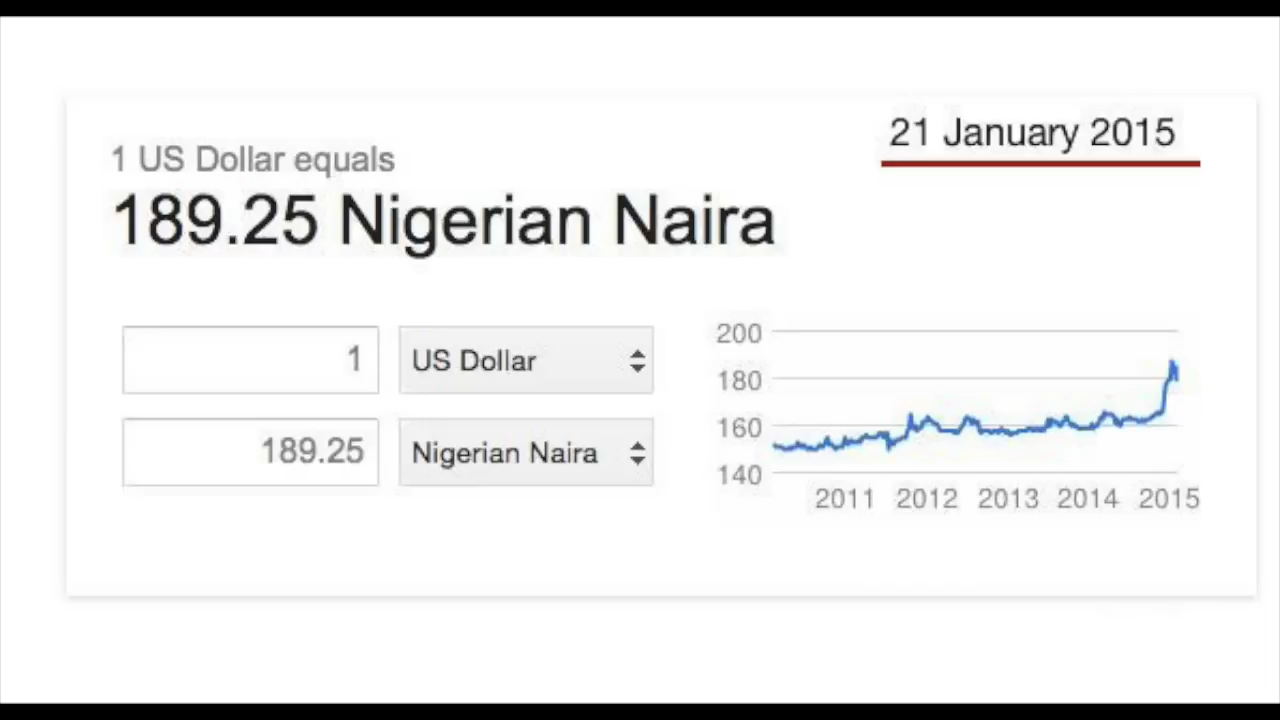 21 January 2015
1 US Dollar equals
189.25 Nigerian Naira
1
US Dollar
189.25
Nigerian Naira
200
180
160
140
2011 2012 2013 2014 2015